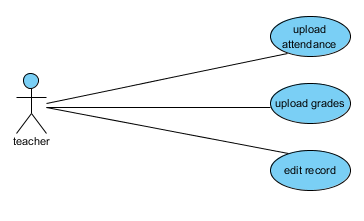 upload
attendance
upload grades
teacher
edit record